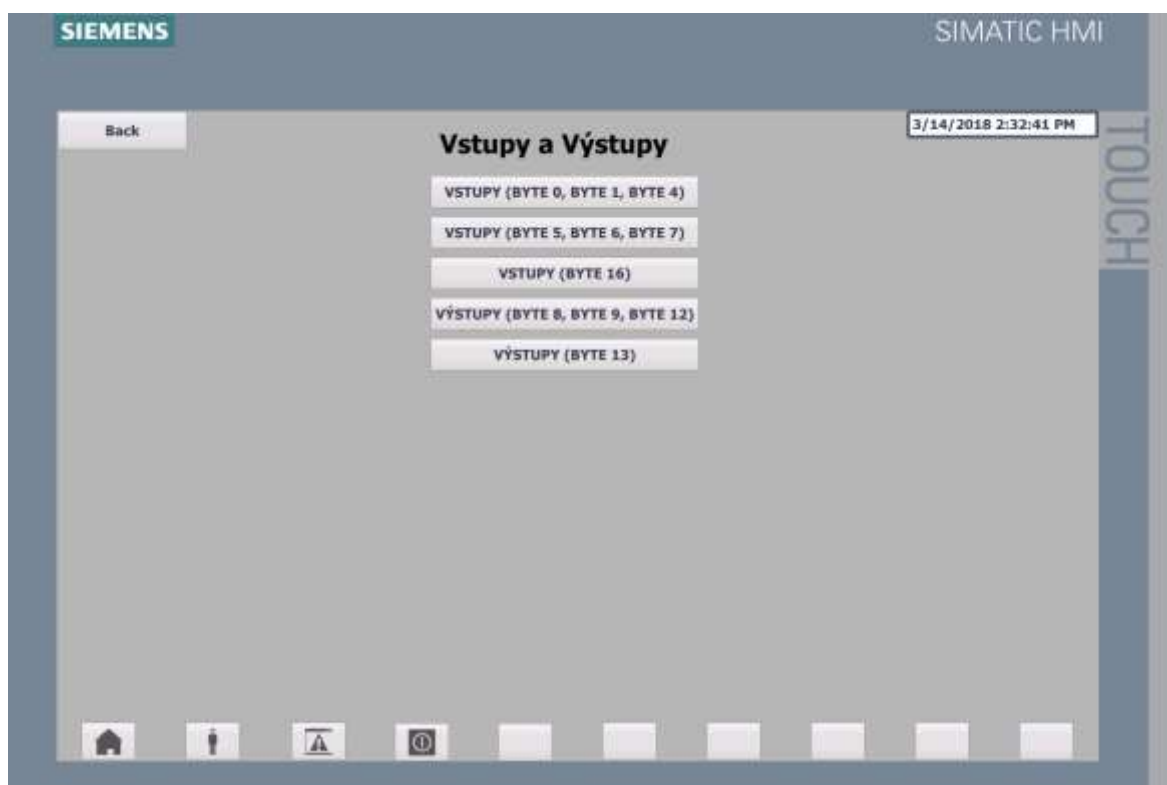 SIEMENS
SIMATIC HMI
TOUCH
Back
3/14/2018 2:32:41 PM
Vstupy a Výstupy
VSTUPY (BYTE 0, BYTE 1, BYTE 4)
VSTUPY (BYTE 5, BYTE 6, BYTE 7)
VSTUPY (BYTE 16)
VÝSTUPY (BYTE 8, BYTE 9, BYTE 12)
VÝSTUPY (BYTE 13)